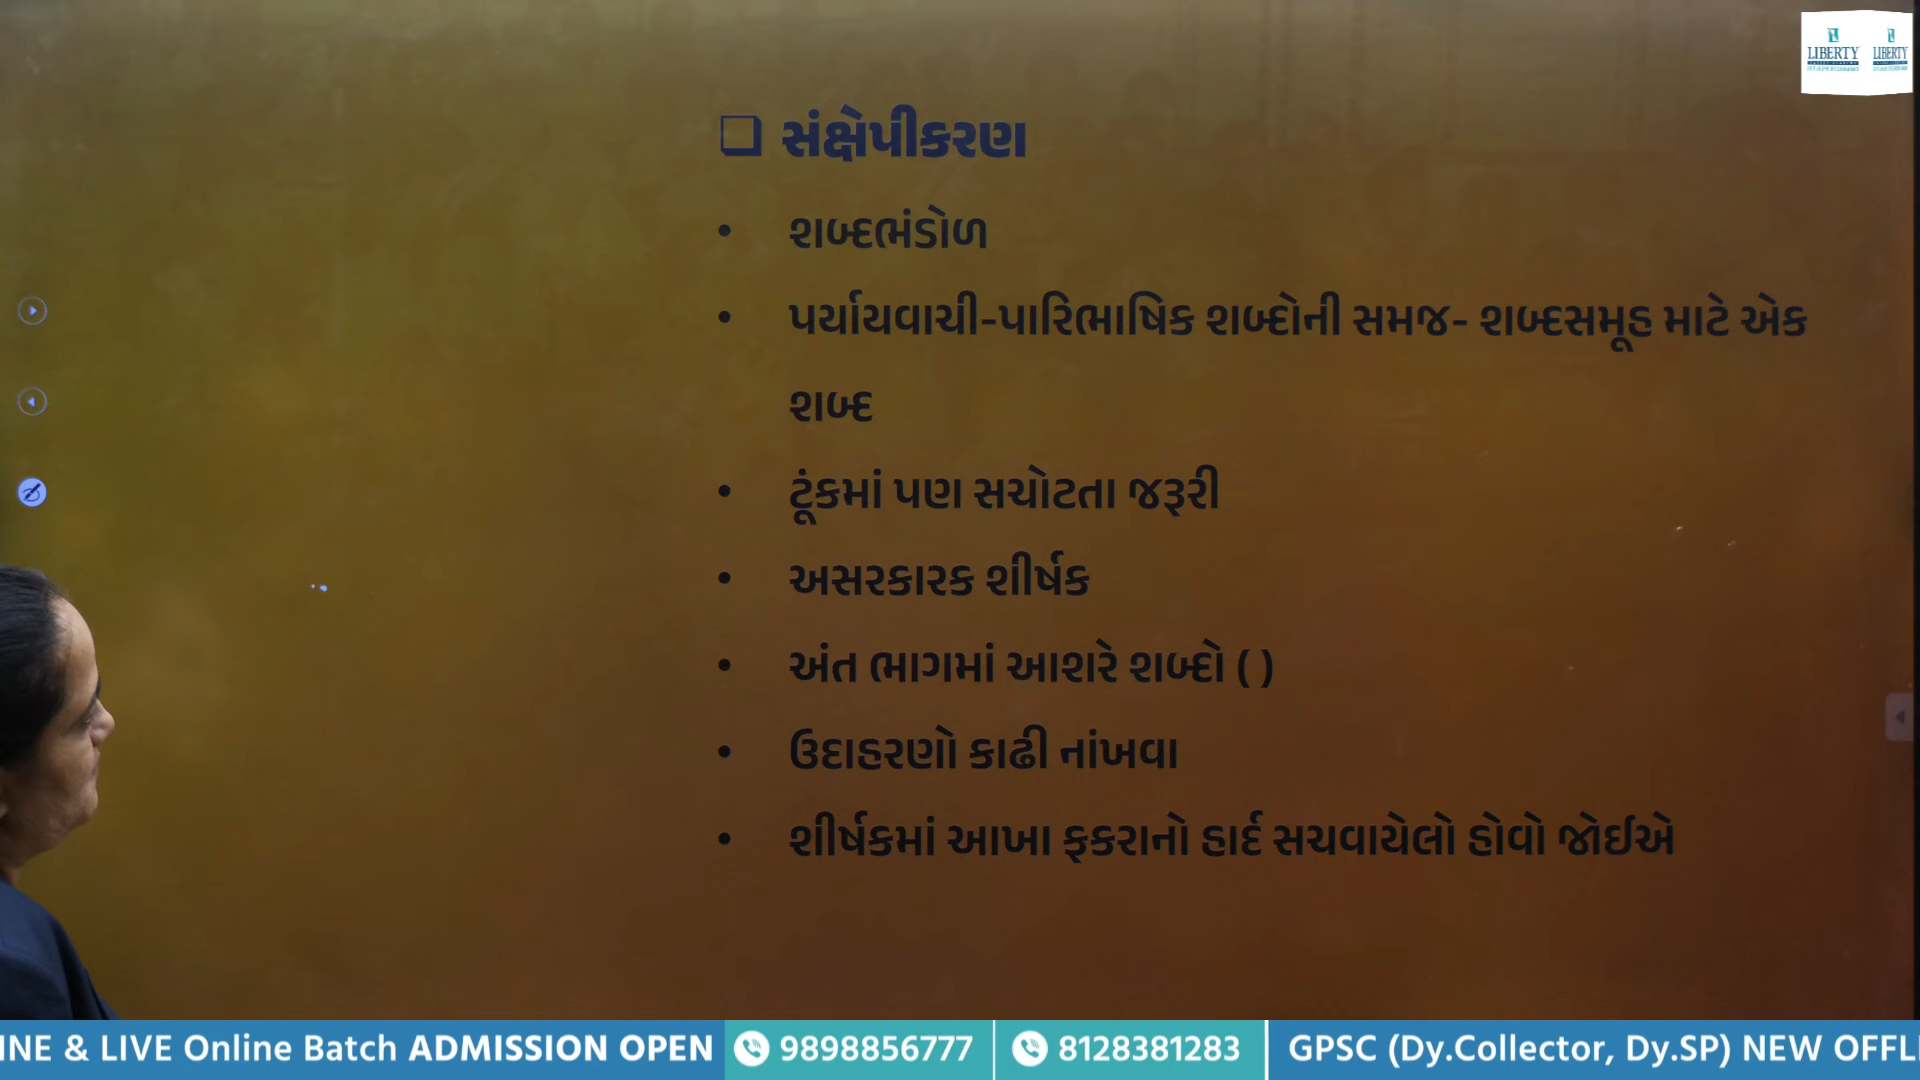 LIBERTY LIBERTY
❑ સંક્ષેપીકરણ
• શબ્દભંડોળ
• પર્યાયવાચી-પારિભાષિક શબ્દોની સમજ- શબ્દસમૂહ માટે એક
શબ્દ
• ટૂંકમાં પણ સચોટતા જરૂરી
• અસરકારક શીર્ષક
• અંત ભાગમાં આશરે શબ્દો ( )
• ઉદાહરણો કાઢી નાંખવા
• શીર્ષકમાં આખા ફકરાનો હાર્દ સચવાયેલો હોવો જોઈએ
INE & LIVE Online Batch ADMISSION OPEN 9898856777 8128381283 GPSC (Dy.Collector, Dy.SP) NEW OFFLI